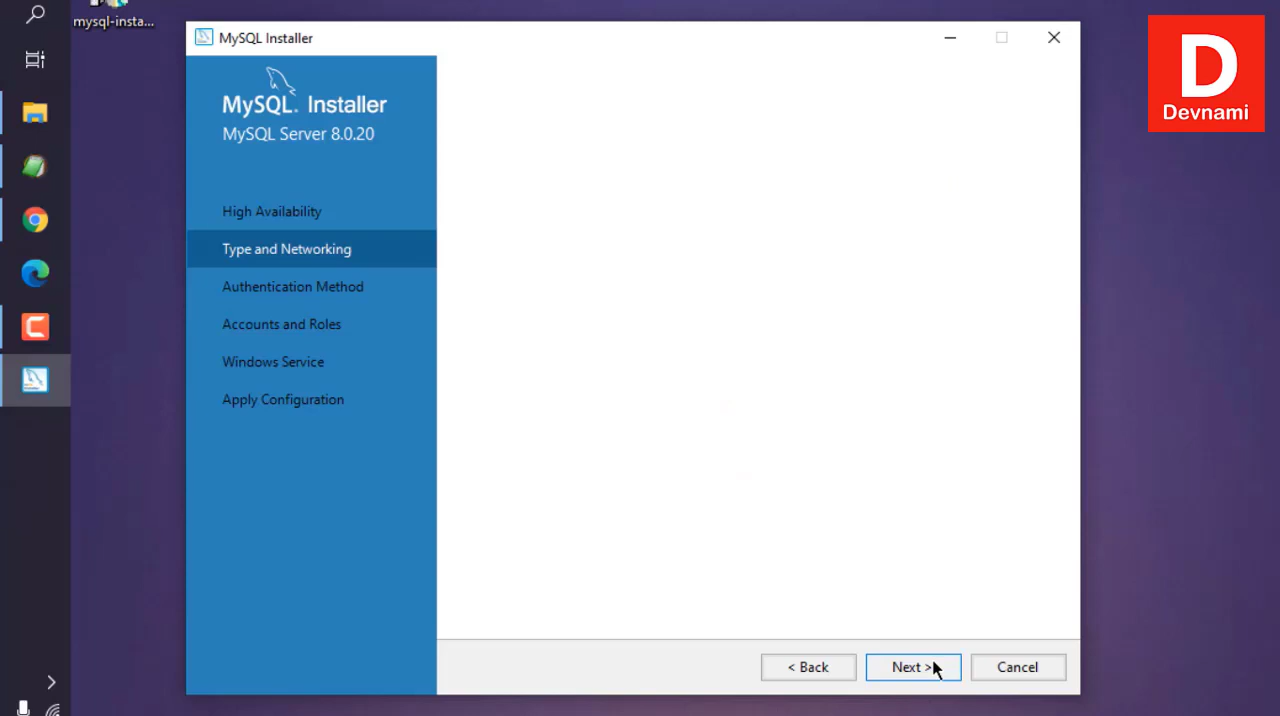 mysql-insta...
MySQL Installer
D
Devnami
MySQL. Installer
MySQL Server 8.0.20
High Availability
Type and Networking
Authentication Method
Accounts and Roles
Windows Service
Apply Configuration
< Back
Next >
Cancel